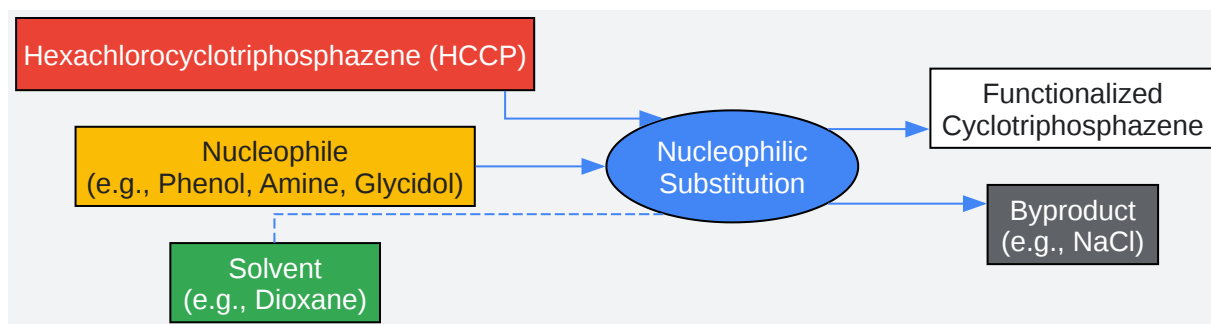 Hexachlorocyclotriphosphazene (HCCP)
Nucleophile
(e.g., Phenol, Amine, Glycidol)
Solvent
(e.g., Dioxane)
Nucleophilic
Substitution
Functionalized
Cyclotriphosphazene
Byproduct
(e.g., NaCl)